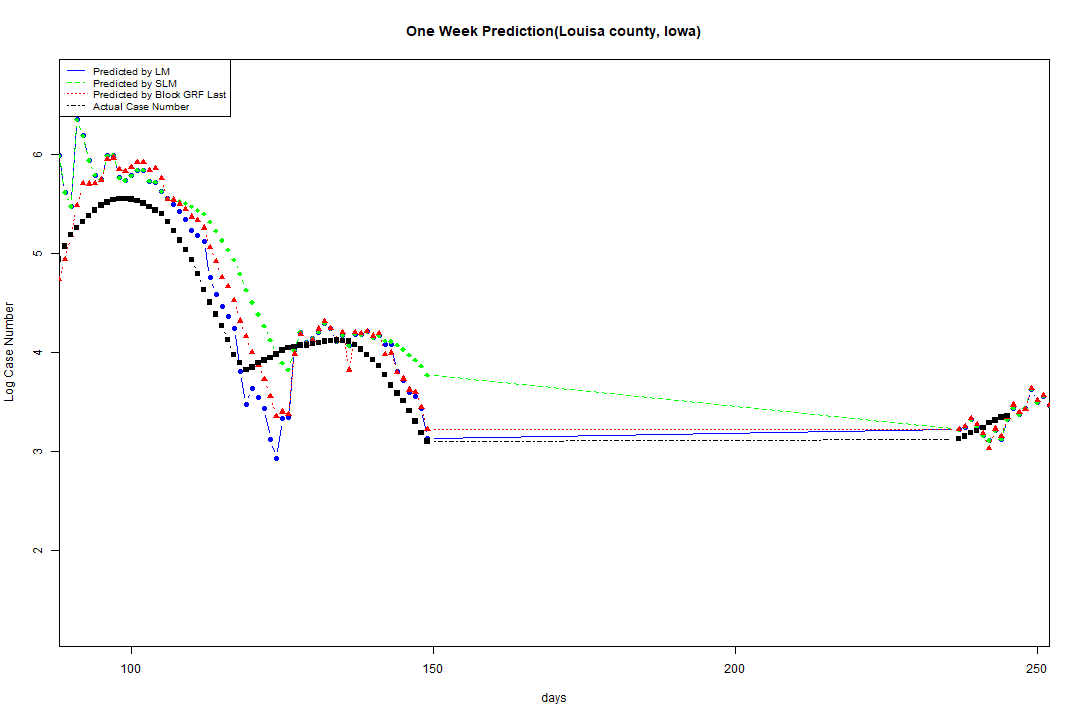 One Week Prediction(Louisa county, Iowa)
Predicted by LM
Predicted by SLM
Predicted by Block GRF Last
Actual Case Number
6
5
4
3
2
Log Case Number
100 150 200 250
days